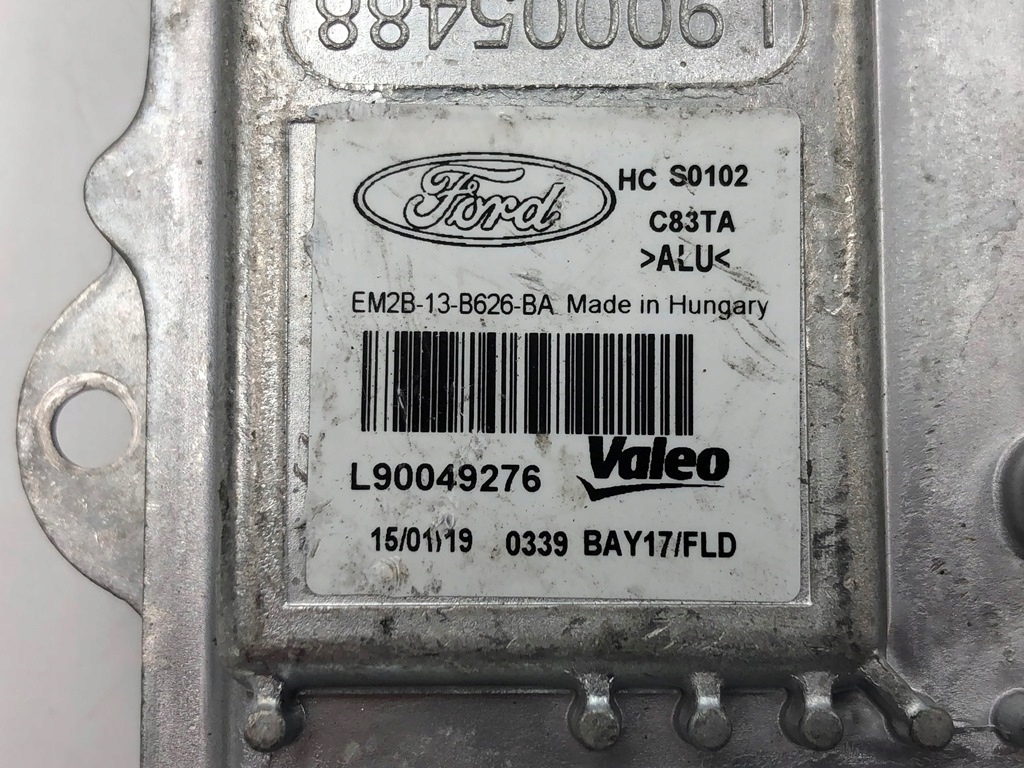 L90005488
Ford HC S0102
C83TA
>ALU<
EM2B-13-B626-BA Made in Hungary
L90049276 Valeo
15/01/19 0339 BAY17/FLD